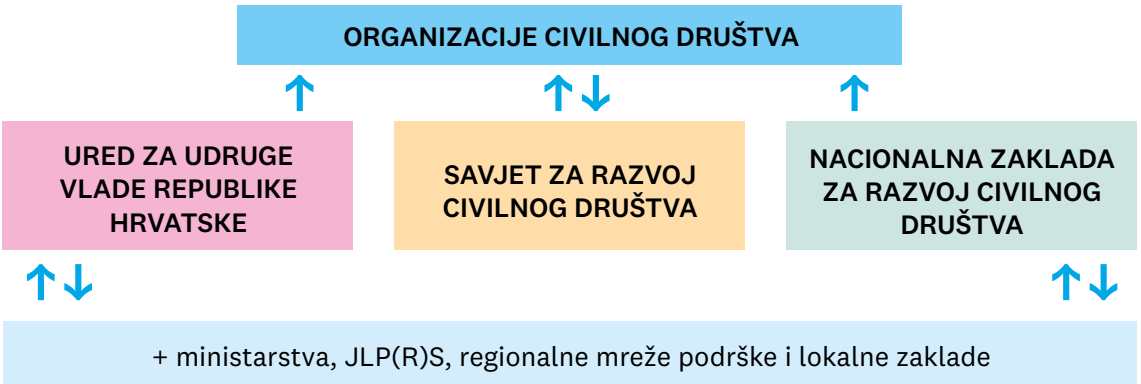 ORGANIZACIJE CIVILNOG DRUŠTVA
URED ZA UDRUGE
VLADE REPUBLIKE
HRVATSKE
SAVJET ZA RAZVOJ
CIVILNOG DRUŠTVA
NACIONALNA ZAKLADA
ZA RAZVOJ CIVILNOG
DRUŠTVA
+ ministarstva, JLP(R)S, regionalne mreže podrške i lokalne zaklade